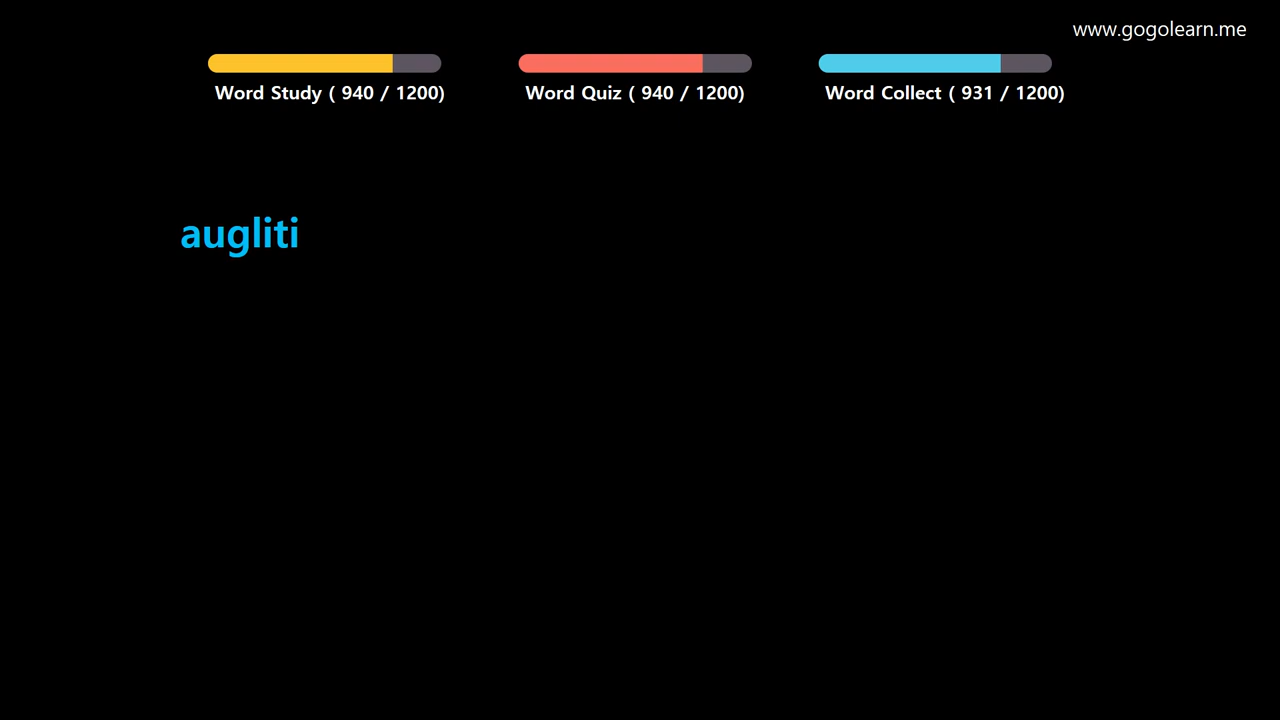 www.gogolearn.me
Word Study ( 940 / 1200)
Word Quiz ( 940 / 1200)
Word Collect ( 931 / 1200)
augliti